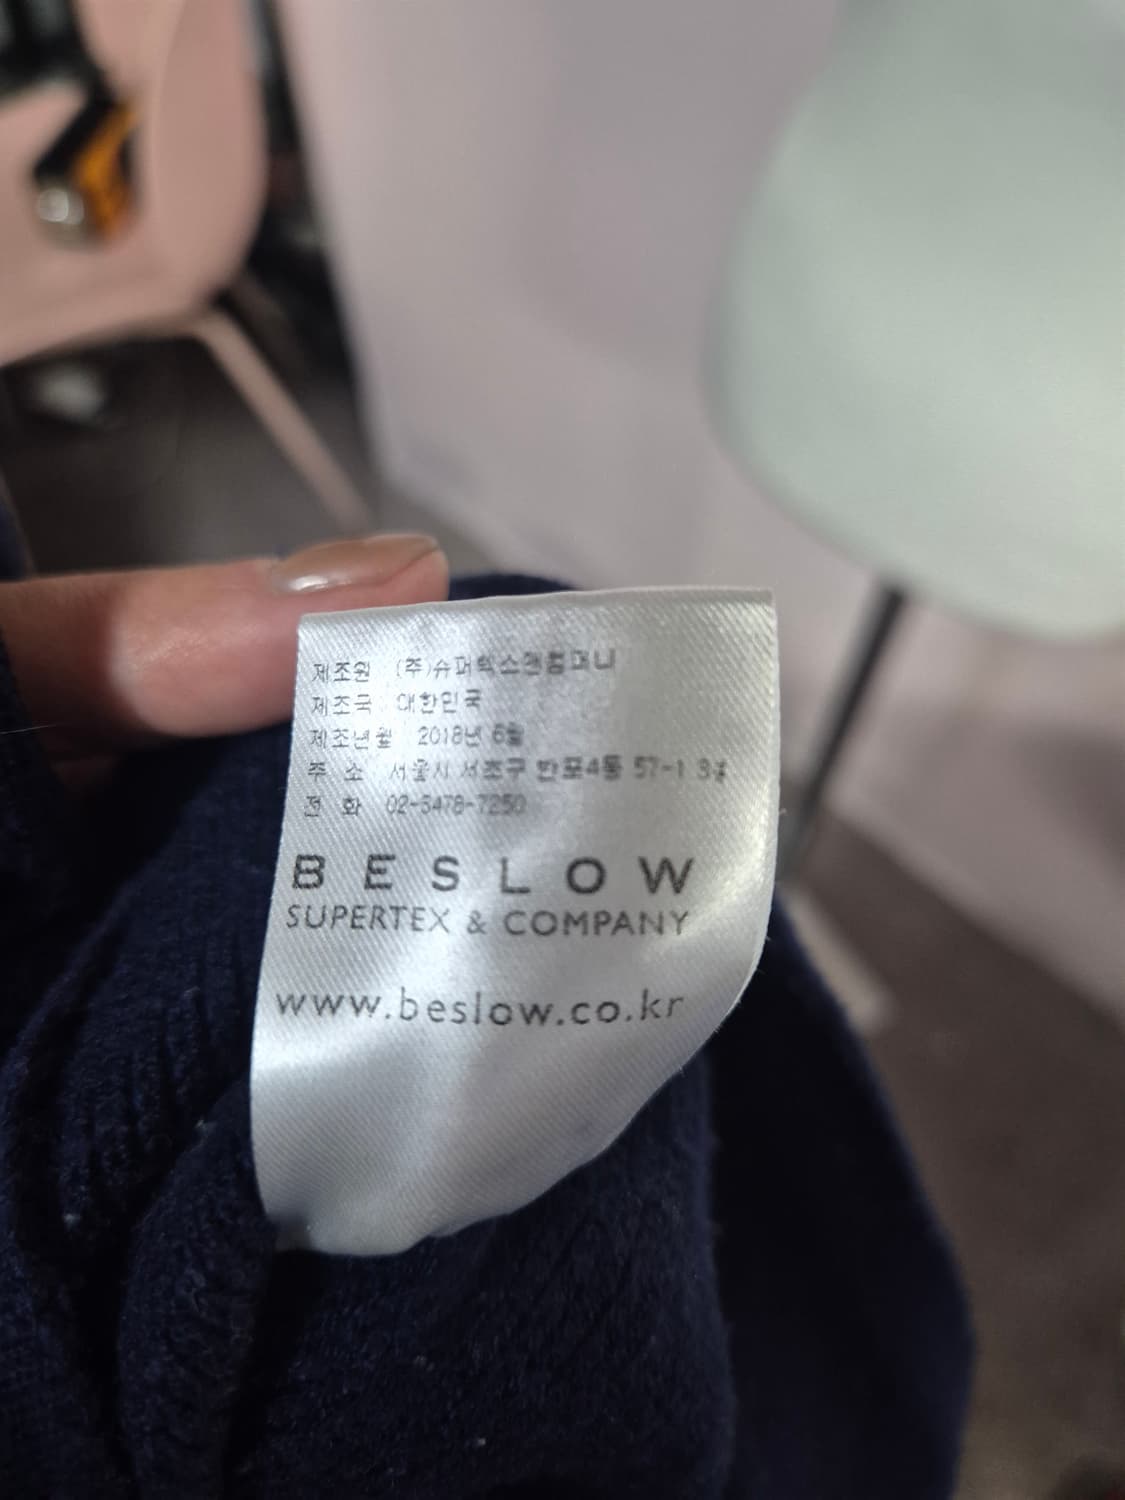 제조원 (주)슈퍼텍스앤컴퍼니
제조국 대한민국
제조년월 2018년 6월
주 소 서울시 서초구 반포4동 57-1 3층
전 화 02-3478-7250
BESLOW
SUPERTEX & COMPANY
www.beslow.co.kr